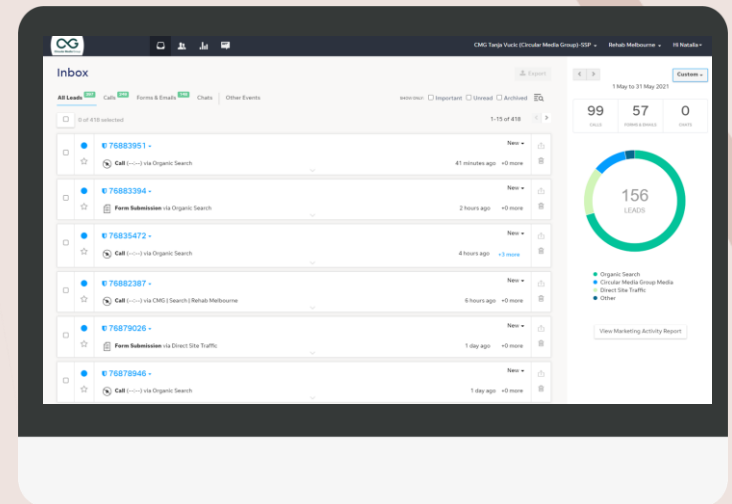 CMG Tanja Vucic (Circular Media Group)-SSP
Rehab Melbourne
Hi Natalia
Inbox
Export
All Leads
Calls
Forms & Emails
Chats
Other Events
Important
Unread
Archived
0 of 418 selected
1-15 of 418
76883951
New
Call (--:--) via Organic Search
41 minutes ago +0 more
76883394
New
Form Submission via Organic Search
2 hours ago +0 more
76835472
New
Call (--:--) via Organic Search
4 hours ago +3 more
76882387
New
Call (--:--) via CMG | Search | Rehab Melbourne
6 hours ago +0 more
76879026
New
Form Submission via Direct Site Traffic
1 day ago +0 more
76878946
New
Call (--:--) via Organic Search
1 day ago +0 more
Custom
1 May to 31 May 2021
99
CALLS
57
FORMS & EMAILS
0
CHATS
156
LEADS
Organic Search
Circular Media Group Media
Direct Site Traffic
Other
View Marketing Activity Report